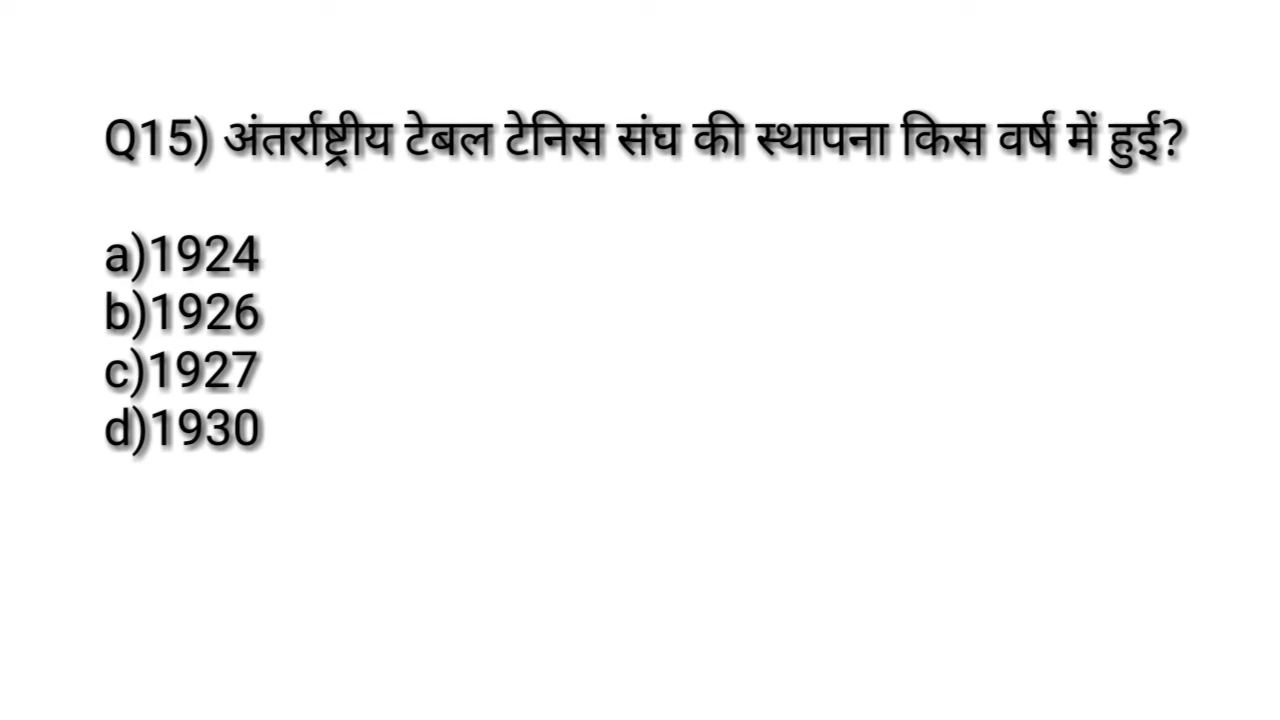 Q15) अंतर्राष्ट्रीय टेबल टेनिस संघ की स्थापना किस वर्ष में हुई?
a)1924
b)1926
c)1927
d)1930